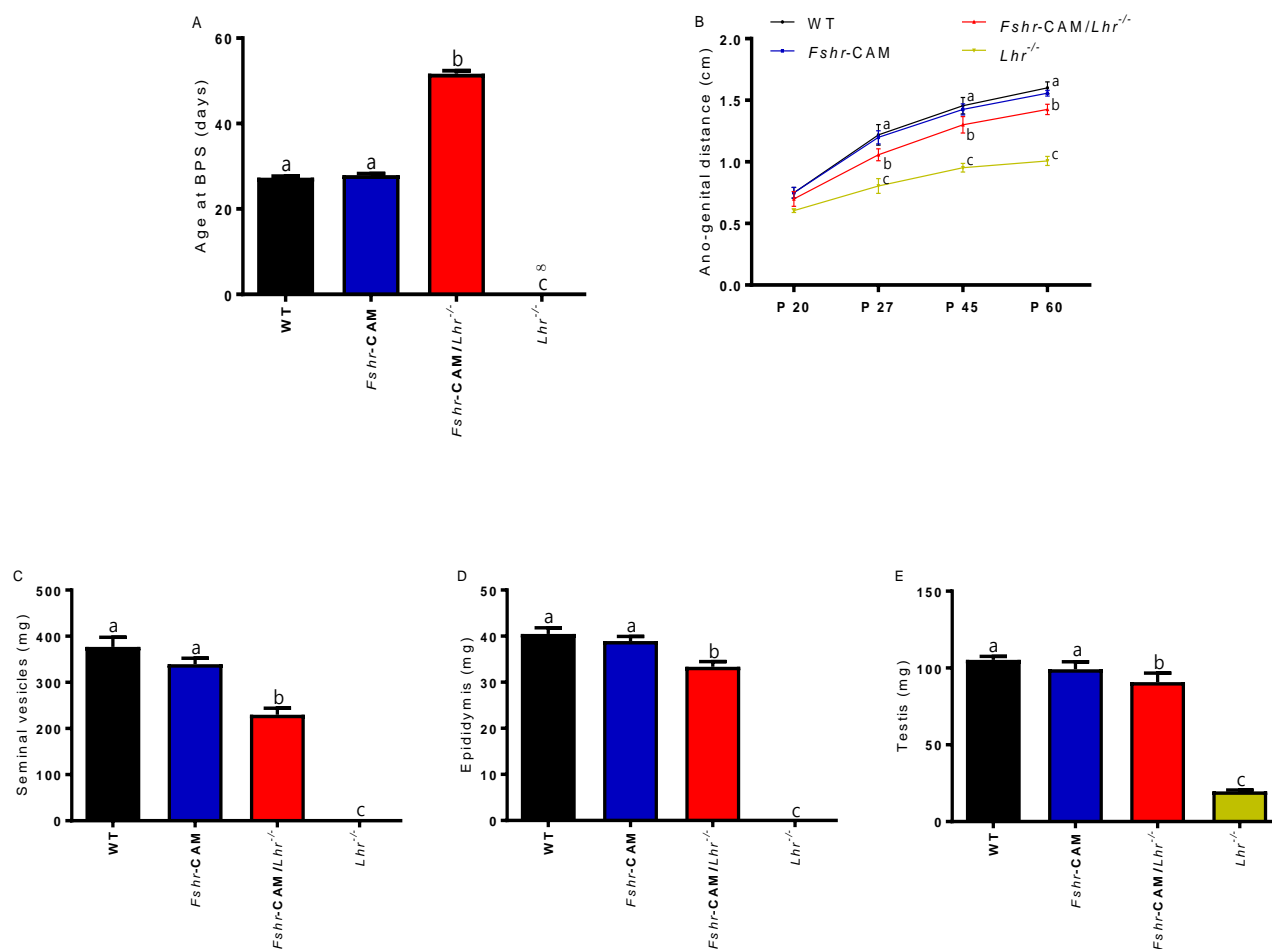 A
Age at BPS (days)
60
40
20
0
a
a
b
∞
c
WT
Fshr-CAM
Fshr-CAM/Lhr-/-
Lhr-/-
B
WT
Fshr-CAM
Fshr-CAM/Lhr-/-
Lhr-/-
Ano-genital distance (cm)
2.0
1.5
1.0
0.5
0.0
a
b
c
a
b
c
a
b
c
P 20
P 27
P 45
P 60
C
Seminal vesicles (mg)
500
400
300
200
100
0
a
a
b
c
WT
Fshr-CAM
Fshr-CAM/Lhr-/-
Lhr-/-
D
Epididymis (mg)
50
40
30
20
10
0
a
a
b
c
WT
Fshr-CAM
Fshr-CAM/Lhr-/-
Lhr-/-
E
Testis (mg)
150
100
50
0
a
a
b
c
WT
Fshr-CAM
Fshr-CAM/Lhr-/-
Lhr-/-